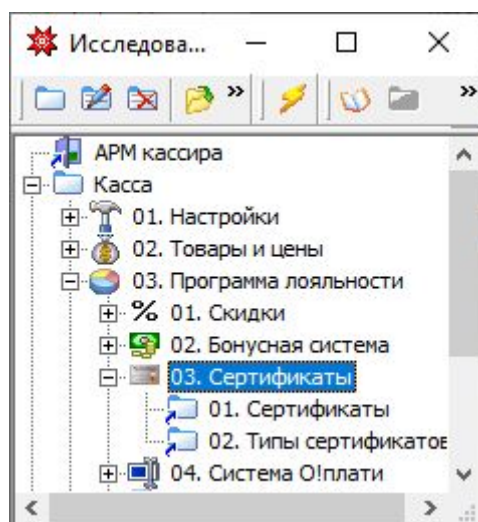 Исследова...
АРМ кассира
Касса
01. Настройки
02. Товары и цены
03. Программа лояльности
01. Скидки
02. Бонусная система
03. Сертификаты
01. Сертификаты
02. Типы сертификатов
04. Система О!плати